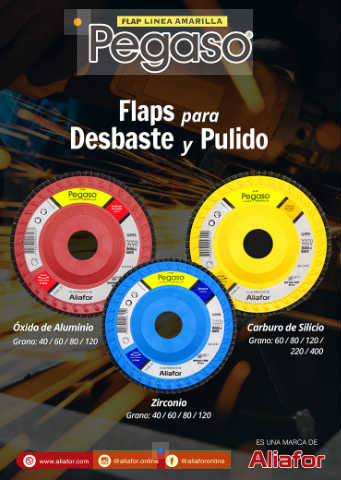 FLAP LINEA AMARILLA
Pegaso®
Flaps para
Desbaste y Pulido
Pegaso
Aliafor
Pegaso
Aliafor
Pegaso
Aliafor
Óxido de Aluminio
Grano: 40 / 60 / 80 / 120
Carburo de Silicio
Grano: 60 / 80 / 120 /
220 / 400
Zirconio
Grano: 40 / 60 / 80 / 120
ES UNA MARCA DE
Aliafor
www.aliafor.com
@aliafor.online
@aliaforonline